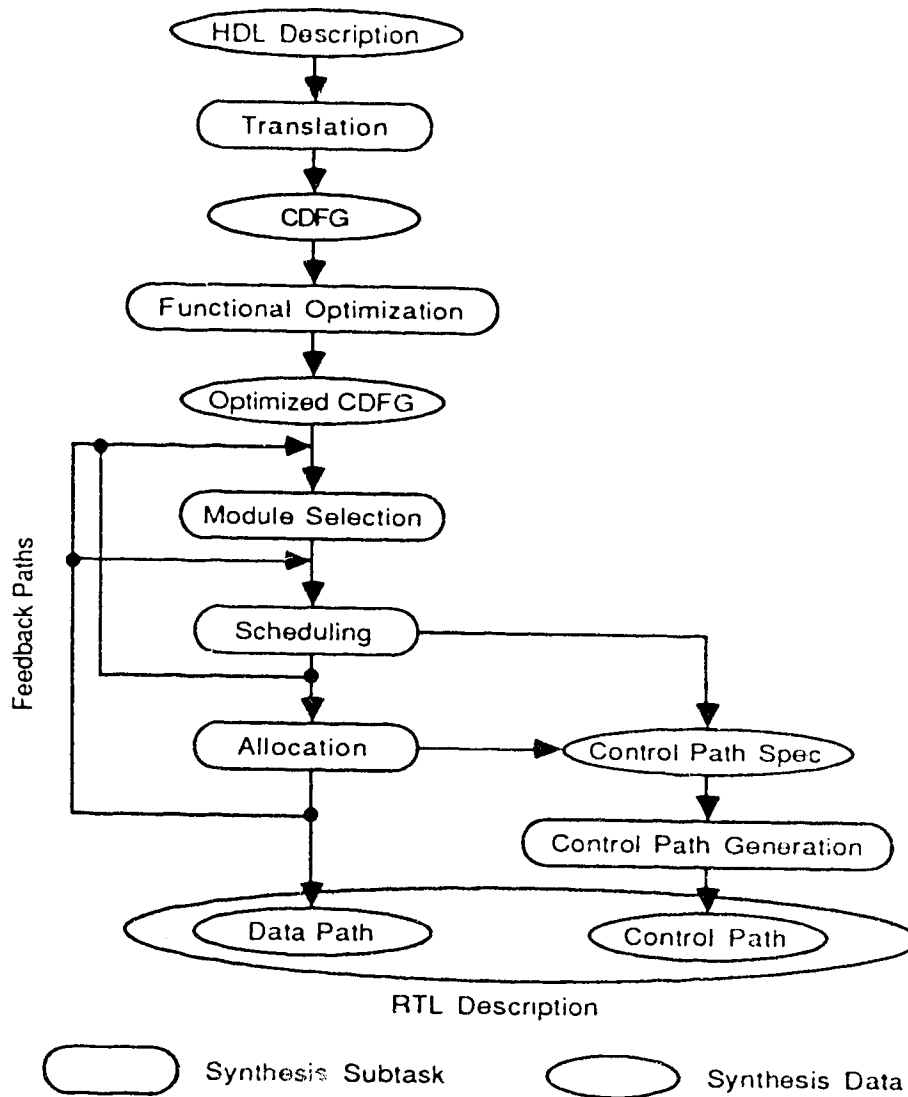 HDL Description
Translation
CDFG
Functional Optimization
Optimized CDFG
Module Selection
Feedback Paths
Scheduling
Allocation
Control Path Spec
Control Path Generation
Data Path
Control Path
RTL Description
Synthesis Subtask
Synthesis Data